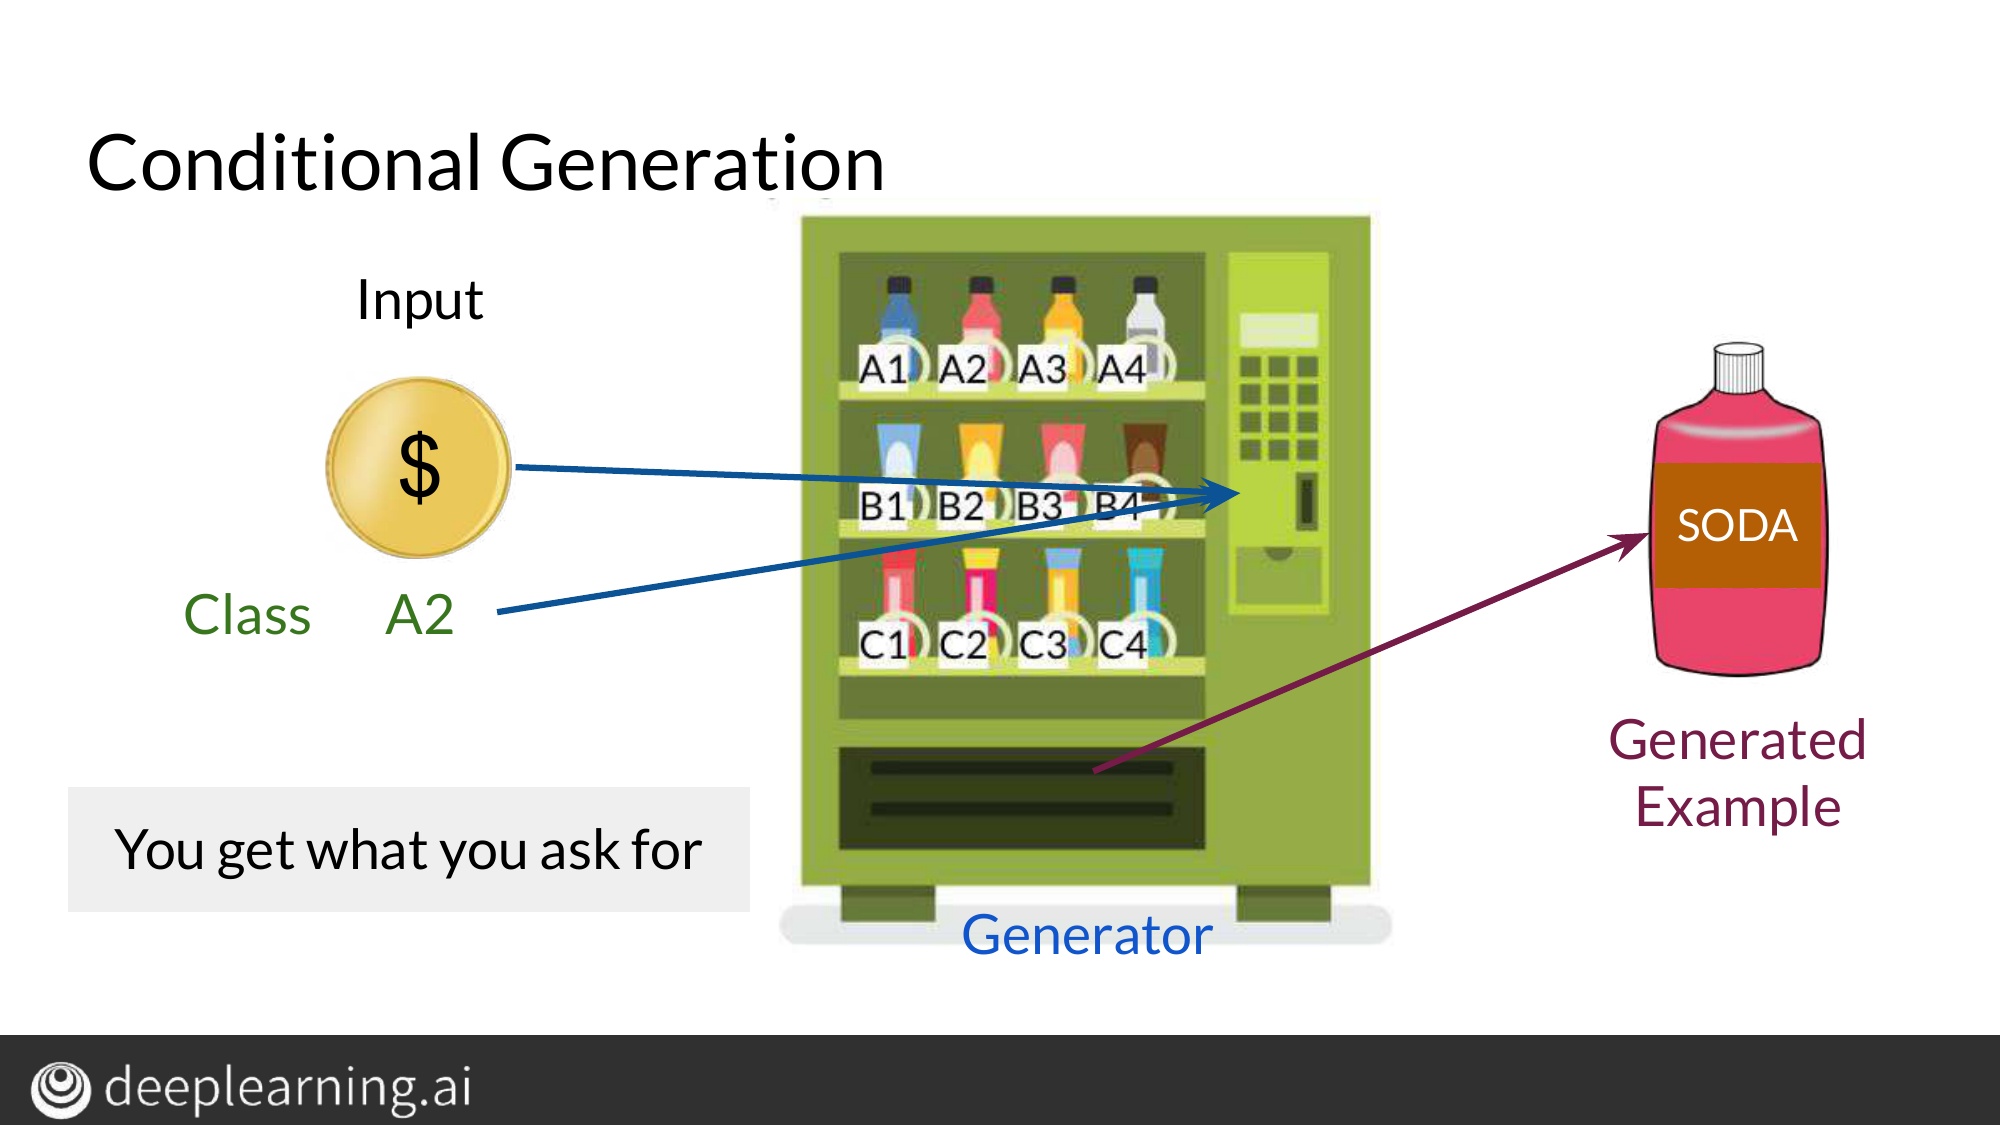 Conditional Generation
Input
$
Class A2
You get what you ask for
A1 A2 A3 A4
B1 B2 B3 B4
C1 C2 C3 C4
Generator
SODA
Generated
Example
deeplearning.ai